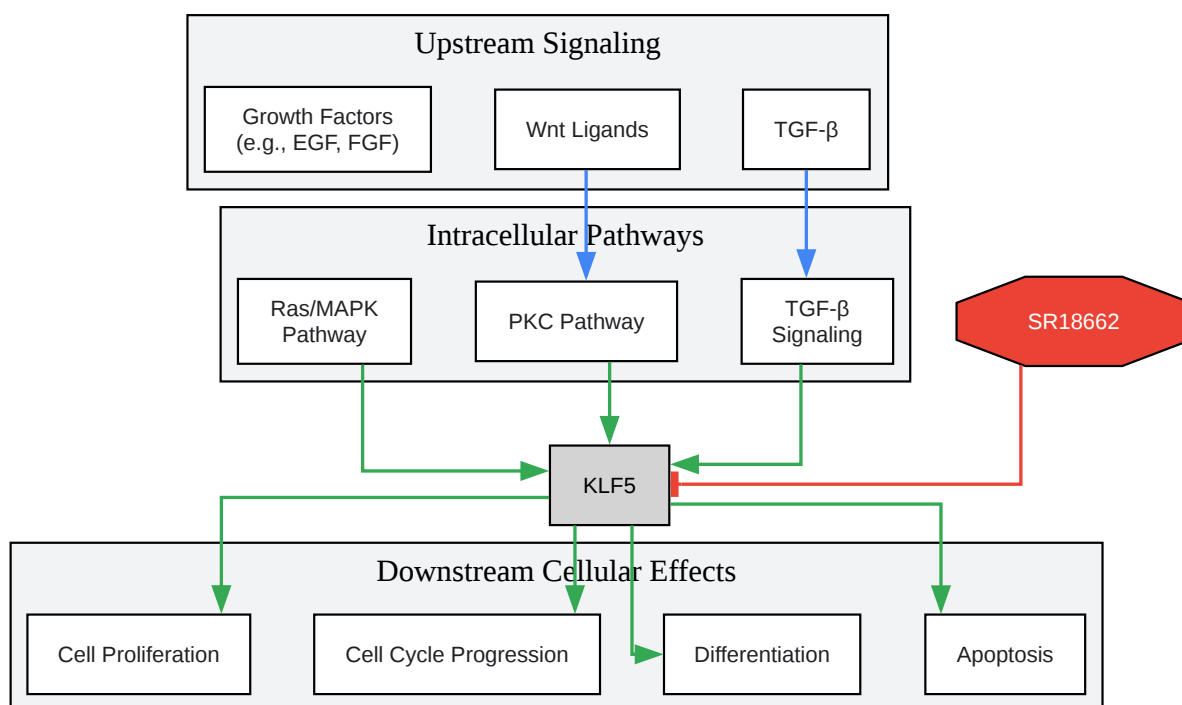 Upstream Signaling
Growth Factors
(e.g., EGF, FGF)
Wnt Ligands
TGF-β
Intracellular Pathways
Ras/MAPK
Pathway
PKC Pathway
TGF-β
Signaling
SR18662
KLF5
Downstream Cellular Effects
Cell Proliferation
Cell Cycle Progression
Differentiation
Apoptosis